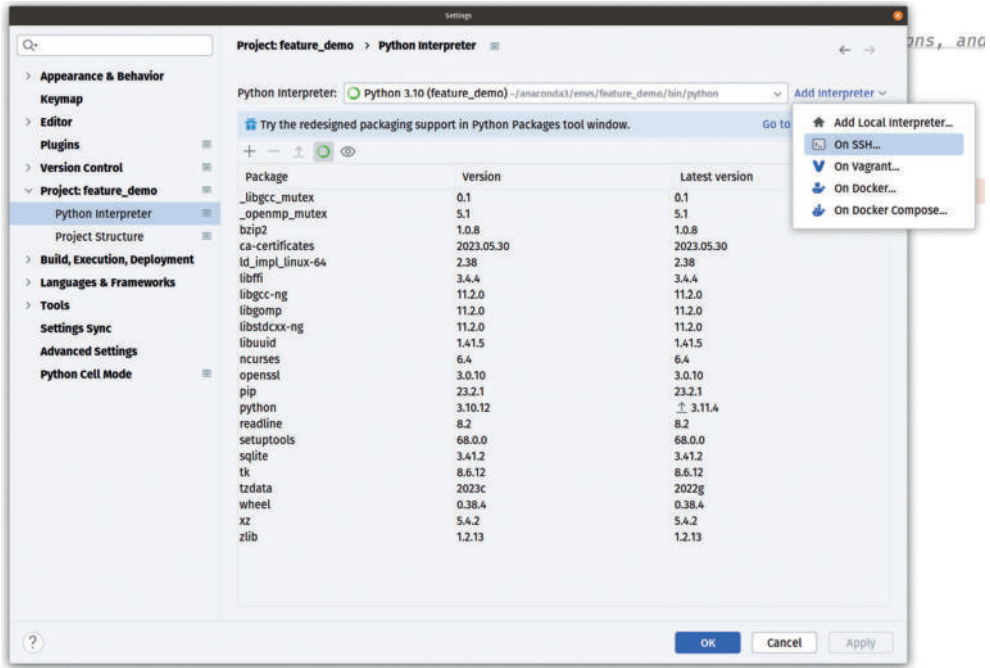 Settings
Project: feature_demo > Python Interpreter
ons, and
Appearance & Behavior
Keymap
Editor
Plugins
Version Control
Project: feature_demo
Python Interpreter
Project Structure
Build, Execution, Deployment
Languages & Frameworks
Tools
Settings Sync
Advanced Settings
Python Cell Mode
Python Interpreter: Python 3.10 (feature_demo) ~/anaconda3/envs/feature_demo/bin/python Add Interpreter
Try the redesigned packaging support in Python Packages tool window. Go to
Add Local Interpreter...
On SSH...
On Vagrant...
On Docker...
On Docker Compose...
Package Version Latest version
_libgcc_mutex 0.1 0.1
_openmp_mutex 5.1 5.1
bzip2 1.0.8 1.0.8
ca-certificates 2023.05.30 2023.05.30
ld_impl_linux-64 2.38 2.38
libffi 3.4.4 3.4.4
libgcc-ng 11.2.0 11.2.0
libgomp 11.2.0 11.2.0
libstdcxx-ng 11.2.0 11.2.0
libuuid 1.41.5 1.41.5
ncurses 6.4 6.4
openssl 3.0.10 3.0.10
pip 23.2.1 23.2.1
python 3.10.12 3.11.4
readline 8.2 8.2
setuptools 68.0.0 68.0.0
sqlite 3.41.2 3.41.2
tk 8.6.12 8.6.12
tzdata 2023c 2022g
wheel 0.38.4 0.38.4
xz 5.4.2 5.4.2
zlib 1.2.13 1.2.13
? OK Cancel Apply